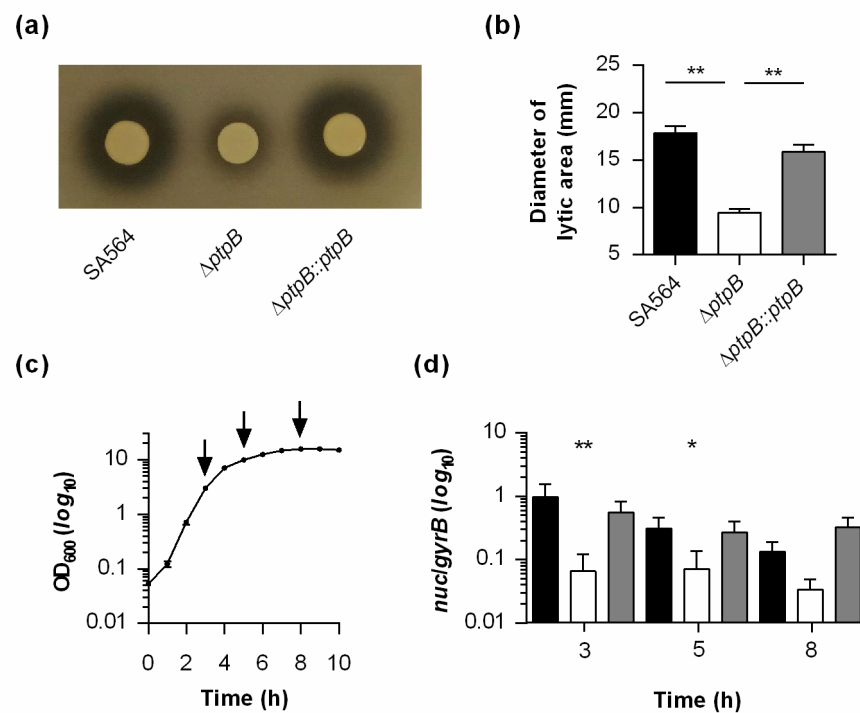 (a)
SA564
ΔptpB
ΔptpB::ptpB
(b)
Diameter of
lytic area (mm)
25
20
15
10
5
**
**
SA564
ΔptpB
ΔptpB::ptpB
(c)
OD600 (log10)
10
1
0.1
0.01
0
2
4
6
8
10
Time (h)
(d)
nuc/gyrB (log10)
10
1
0.1
0.01
**
*
3
5
8
Time (h)